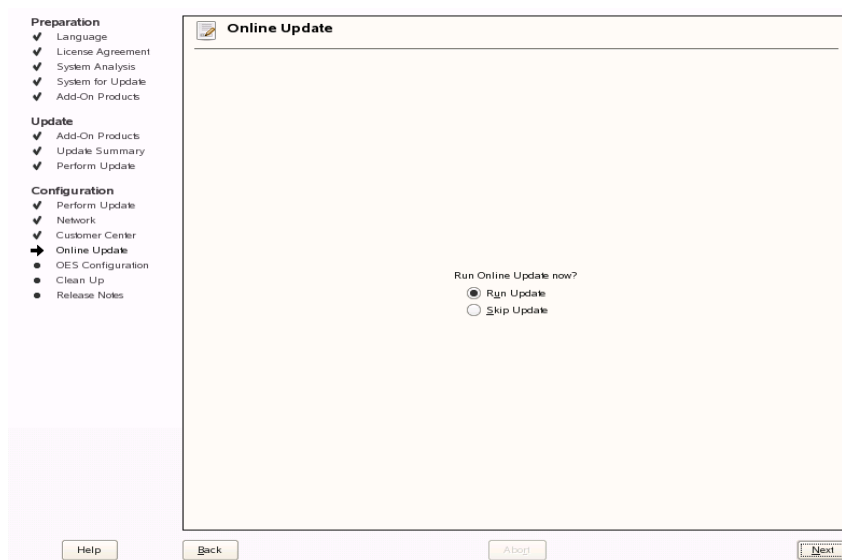 Preparation
Language
License Agreement
System Analysis
System for Update
Add-On Products
Update
Add-On Products
Update Summary
Perform Update
Configuration
Perform Update
Network
Customer Center
Online Update
OES Configuration
Clean Up
Release Notes
Online Update
Run Online Update now?
Run Update
Skip Update
Help
Back
Abort
Next